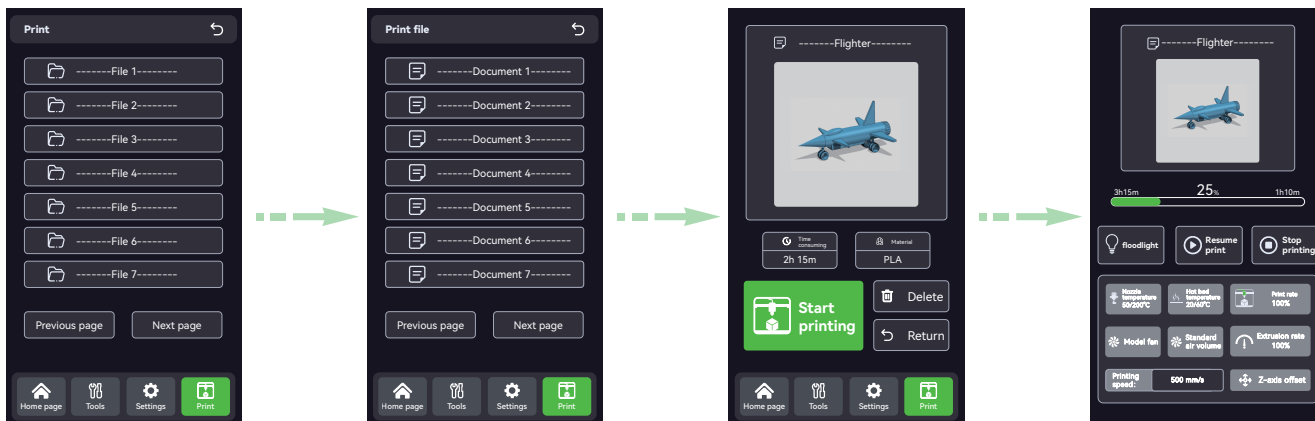 Print
-------File 1--------
-------File 2--------
-------File 3--------
-------File 4--------
-------File 5--------
-------File 6--------
-------File 7--------
Previous page
Next page
Home page
Tools
Settings
Print
Print file
-------Document 1--------
-------Document 2--------
-------Document 3--------
-------Document 4--------
-------Document 5--------
-------Document 6--------
-------Document 7--------
Previous page
Next page
Home page
Tools
Settings
Print
-------Flighter--------
Time
consuming
2h 15m
Material
PLA
Start
printing
Delete
Return
Home page
Tools
Settings
Print
-------Flighter--------
3h15m
25%
1h10m
floodlight
Resume
print
Stop
printing
Nozzle
temperature
50/200°C
Hot bed
temperature
20/60°C
Print rate
100%
Model fan
Standard
air volume
Extrusion rate
100%
Printing
speed:
500 mm/s
Z-axis offset